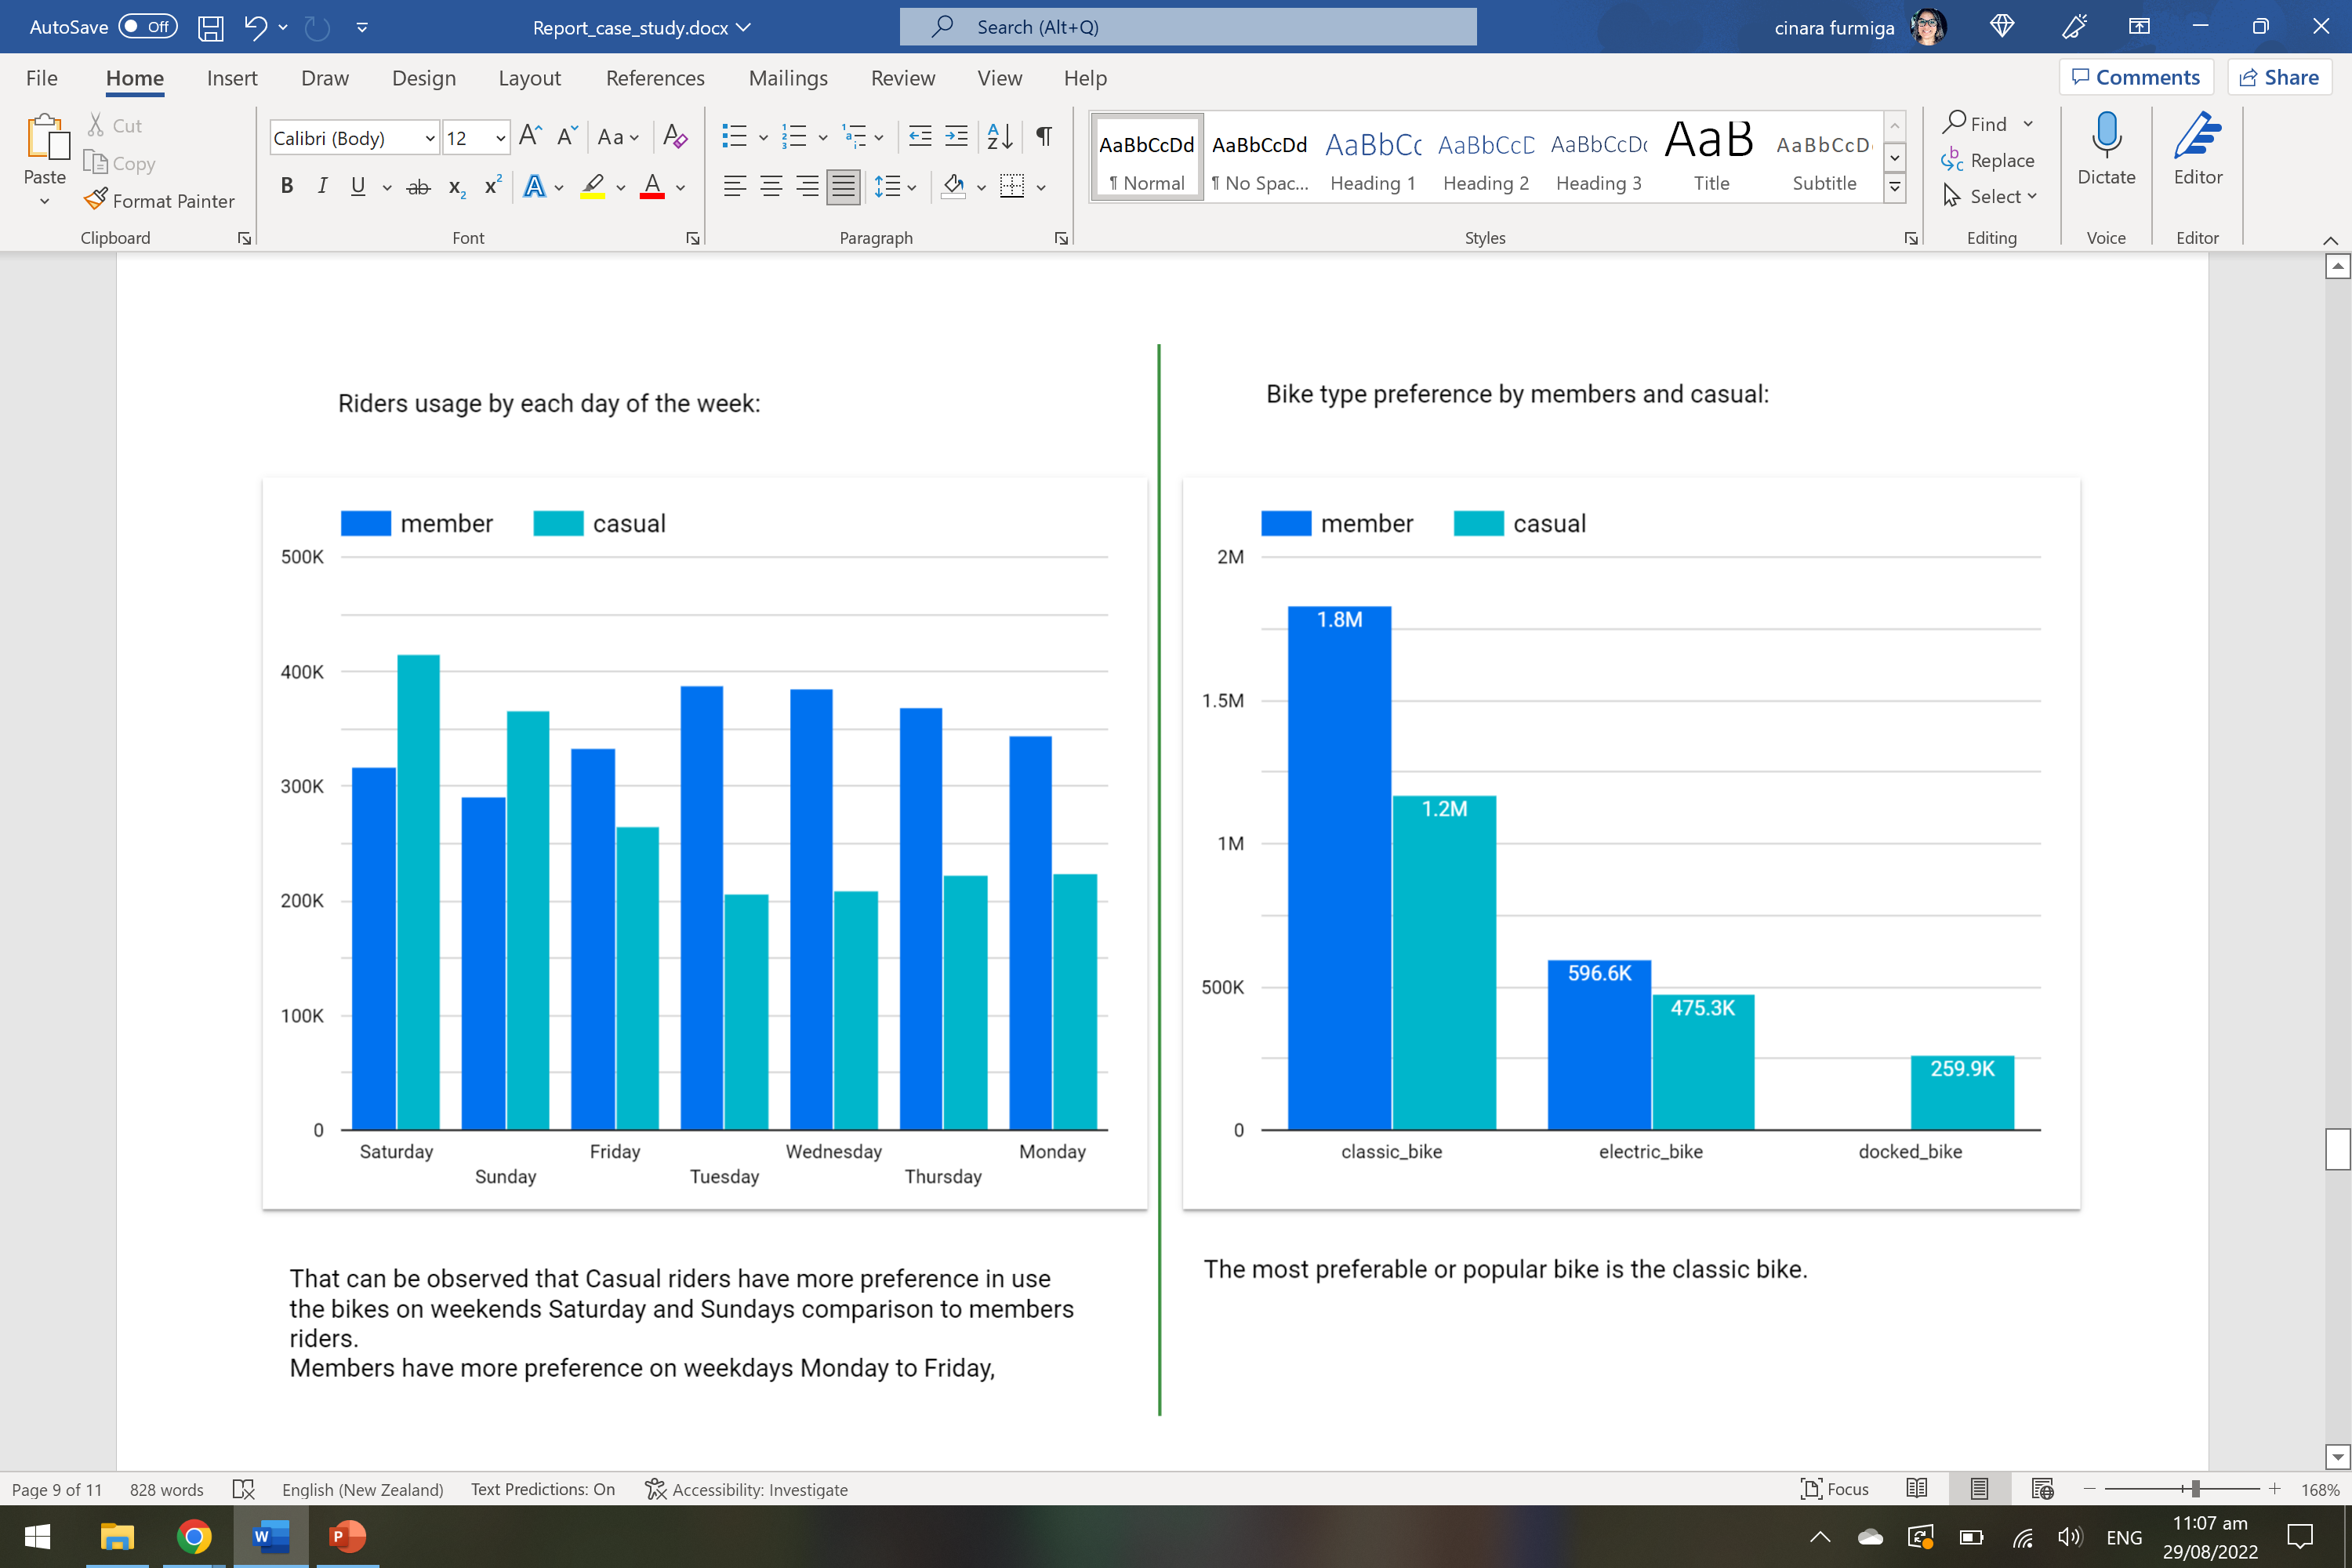 AutoSave Off
Report_case_study.docx
Search (Alt+Q)
cinara furmiga
File Home Insert Draw Design Layout References Mailings Review View Help
Comments Share
Paste
Cut
Copy
Format Painter
Clipboard
Calibri (Body) 12
Font
Paragraph
AaBbCcDd AaBbCcDd AaBbCc AaBbCcD AaBbCcDc AaB AaBbCcD
¶ Normal ¶ No Spac... Heading 1 Heading 2 Heading 3 Title Subtitle
Styles
Find
Replace
Select
Editing
Dictate
Voice
Editor
Editor
Riders usage by each day of the week:
member casual
500K
400K
300K
200K
100K
0
Saturday
Sunday
Friday
Tuesday
Wednesday
Thursday
Monday
That can be observed that Casual riders have more preference in use
the bikes on weekends Saturday and Sundays comparison to members
riders.
Members have more preference on weekdays Monday to Friday,
Bike type preference by members and casual:
member casual
2M
1.5M
1M
500K
0
1.8M
1.2M
596.6K
475.3K
259.9K
classic_bike electric_bike docked_bike
The most preferable or popular bike is the classic bike.
Page 9 of 11 828 words English (New Zealand) Text Predictions: On Accessibility: Investigate
Focus 168%
ENG
11:07 am
29/08/2022